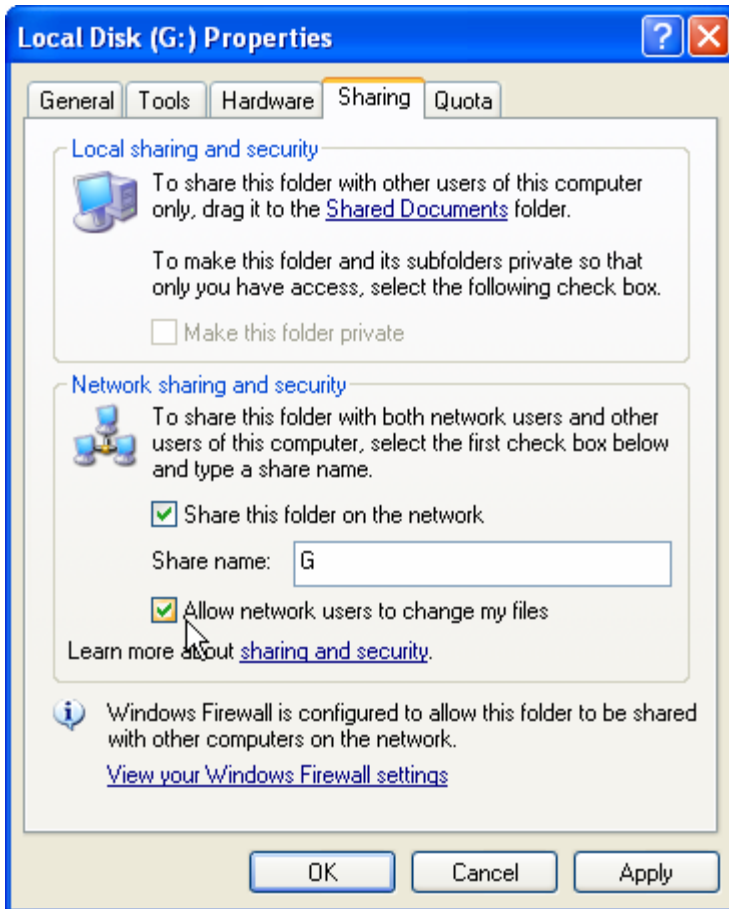 Local Disk (G:) Properties
General Tools Hardware Sharing Quota
Local sharing and security
To share this folder with other users of this computer
only, drag it to the Shared Documents folder.
To make this folder and its subfolders private so that
only you have access, select the following check box.
Make this folder private
Network sharing and security
To share this folder with both network users and other
users of this computer, select the first check box below
and type a share name.
Share this folder on the network
Share name: G
Allow network users to change my files
Learn more about sharing and security.
Windows Firewall is configured to allow this folder to be shared
with other computers on the network.
View your Windows Firewall settings
OK Cancel Apply